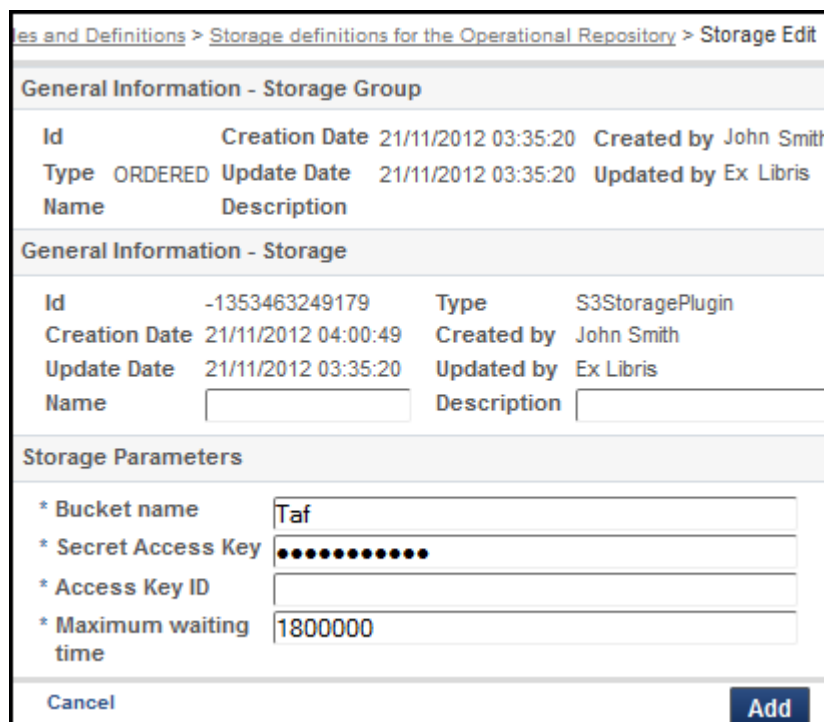 les and Definitions > Storage definitions for the Operational Repository > Storage Edit
General Information - Storage Group
Id Creation Date 21/11/2012 03:35:20 Created by John Smith
Type ORDERED Update Date 21/11/2012 03:35:20 Updated by Ex Libris
Name Description
General Information - Storage
Id -1353463249179 Type S3StoragePlugin
Creation Date 21/11/2012 04:00:49 Created by John Smith
Update Date 21/11/2012 03:35:20 Updated by Ex Libris
Name Description
Storage Parameters
* Bucket name Taf
* Secret Access Key •••••••••••
* Access Key ID
* Maximum waiting 1800000
time
Cancel Add